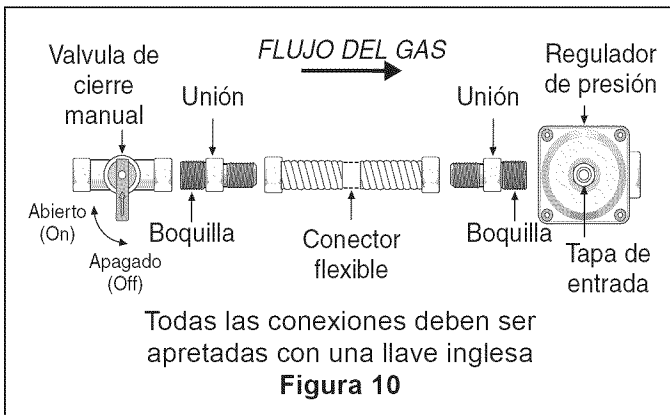 Valvula de
cierre
manual
FLUJO DEL GAS
Regulador
de presión
Unión
Unión
Abierto
(On)
Apagado
(Off)
Boquilla
Conector
flexible
Boquilla
Tapa de
entrada
Todas las conexiones deben ser
apretadas con una llave inglesa
Figura 10